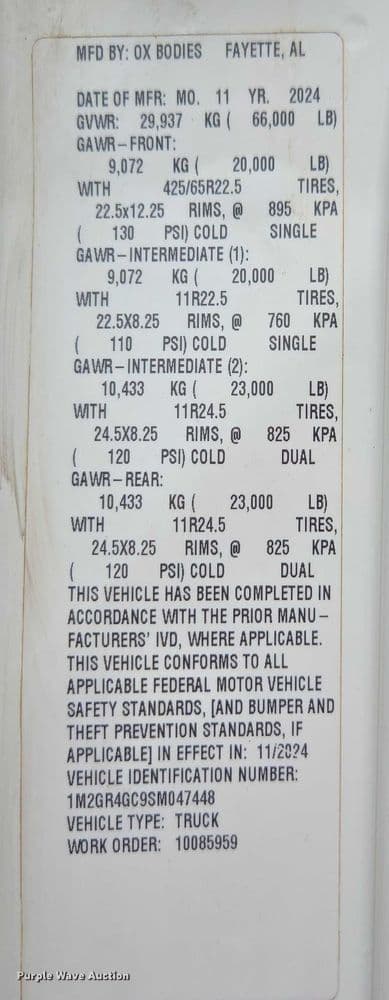 MFD BY: OX BODIES FAYETTE, AL
DATE OF MFR: MO. 11 YR. 2024
GVWR: 29,937 KG ( 66,000 LB)
GAWR-FRONT:
9,072 KG ( 20,000 LB)
WITH 425/65R22.5 TIRES,
22.5x12.25 RIMS, @ 895 KPA
( 130 PSI) COLD SINGLE
GAWR-INTERMEDIATE (1):
9,072 KG ( 20,000 LB)
WITH 11R22.5 TIRES,
22.5X8.25 RIMS, @ 760 KPA
( 110 PSI) COLD SINGLE
GAWR-INTERMEDIATE (2):
10,433 KG ( 23,000 LB)
WITH 11R24.5 TIRES,
24.5X8.25 RIMS, @ 825 KPA
( 120 PSI) COLD DUAL
GAWR-REAR:
10,433 KG ( 23,000 LB)
WITH 11R24.5 TIRES,
24.5X8.25 RIMS, @ 825 KPA
( 120 PSI) COLD DUAL
THIS VEHICLE HAS BEEN COMPLETED IN
ACCORDANCE WITH THE PRIOR MANU-
FACTURERS' IVD, WHERE APPLICABLE.
THIS VEHICLE CONFORMS TO ALL
APPLICABLE FEDERAL MOTOR VEHICLE
SAFETY STANDARDS, [AND BUMPER AND
THEFT PREVENTION STANDARDS, IF
APPLICABLE] IN EFFECT IN: 11/2024
VEHICLE IDENTIFICATION NUMBER:
1M2GR4GC9SM047448
VEHICLE TYPE: TRUCK
WORK ORDER: 10085959
Purple Wave Auction